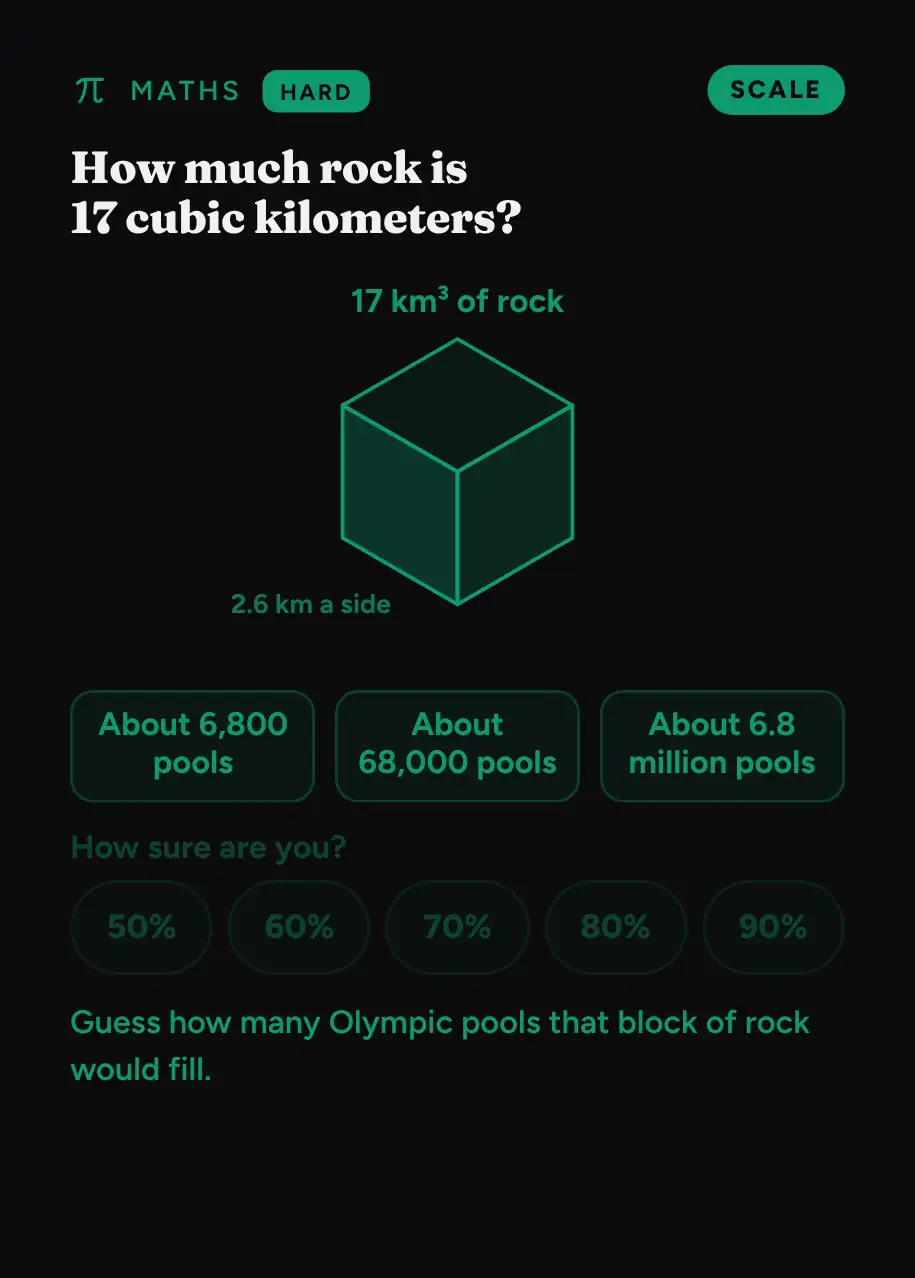 π MATHS HARD SCALE
How much rock is
17 cubic kilometers?
17 km³ of rock
2.6 km a side
About 6,800
pools
About
68,000 pools
About 6.8
million pools
How sure are you?
50% 60% 70% 80% 90%
Guess how many Olympic pools that block of rock
would fill.